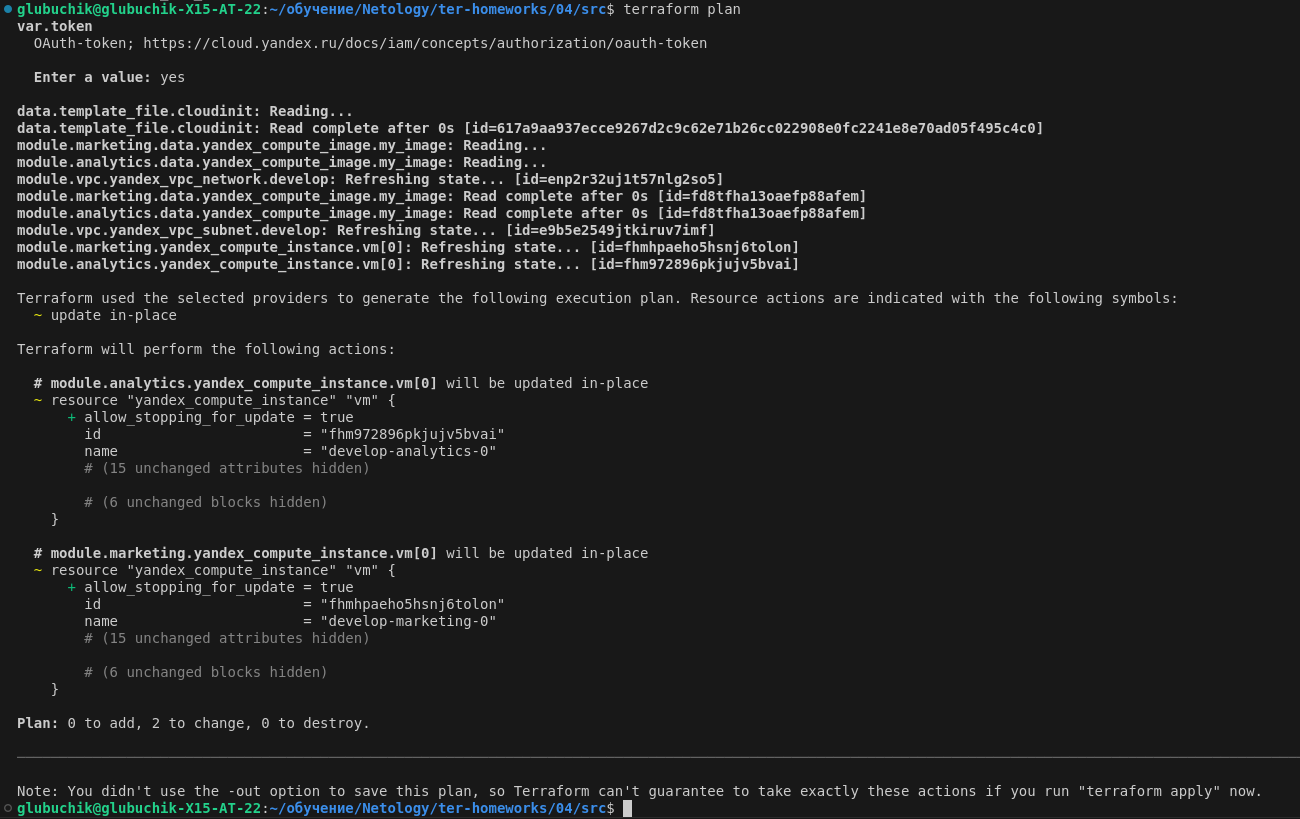 glubuchik@glubuchik-X15-AT-22:~/обучение/Netology/ter-homeworks/04/src$ terraform plan
var.token
  OAuth-token; https://cloud.yandex.ru/docs/iam/concepts/authorization/oauth-token

  Enter a value: yes

data.template_file.cloudinit: Reading...
data.template_file.cloudinit: Read complete after 0s [id=617a9aa937ecce9267d2c9c62e71b26cc022908e0fc2241e8e70ad05f495c4c0]
module.marketing.data.yandex_compute_image.my_image: Reading...
module.analytics.data.yandex_compute_image.my_image: Reading...
module.vpc.yandex_vpc_network.develop: Refreshing state... [id=enp2r32uj1t57nlg2so5]
module.marketing.data.yandex_compute_image.my_image: Read complete after 0s [id=fd8tfha13oaefp88afem]
module.analytics.data.yandex_compute_image.my_image: Read complete after 0s [id=fd8tfha13oaefp88afem]
module.vpc.yandex_vpc_subnet.develop: Refreshing state... [id=e9b5e2549jtkiruv7imf]
module.marketing.yandex_compute_instance.vm[0]: Refreshing state... [id=fhmhpaeho5hsnj6tolon]
module.analytics.yandex_compute_instance.vm[0]: Refreshing state... [id=fhm972896pkjujv5bvai]

Terraform used the selected providers to generate the following execution plan. Resource actions are indicated with the following symbols:
  ~ update in-place

Terraform will perform the following actions:

  # module.analytics.yandex_compute_instance.vm[0] will be updated in-place
  ~ resource "yandex_compute_instance" "vm" {
      + allow_stopping_for_update = true
        id                        = "fhm972896pkjujv5bvai"
        name                      = "develop-analytics-0"
        # (15 unchanged attributes hidden)

        # (6 unchanged blocks hidden)
    }

  # module.marketing.yandex_compute_instance.vm[0] will be updated in-place
  ~ resource "yandex_compute_instance" "vm" {
      + allow_stopping_for_update = true
        id                        = "fhmhpaeho5hsnj6tolon"
        name                      = "develop-marketing-0"
        # (15 unchanged attributes hidden)

        # (6 unchanged blocks hidden)
    }

Plan: 0 to add, 2 to change, 0 to destroy.

Note: You didn't use the -out option to save this plan, so Terraform can't guarantee to take exactly these actions if you run "terraform apply" now.
glubuchik@glubuchik-X15-AT-22:~/обучение/Netology/ter-homeworks/04/src$